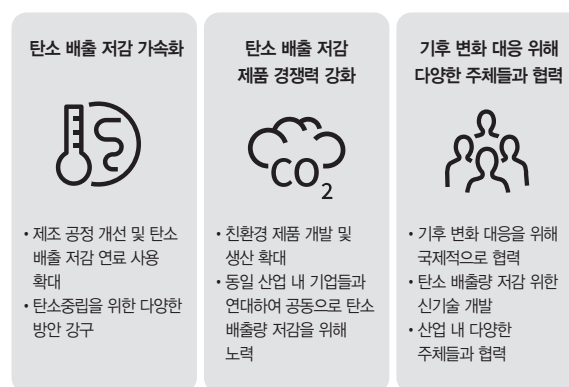 탄소 배출 저감 가속화
• 제조 공정 개선 및 탄소
배출 저감 연료 사용
확대
• 탄소중립을 위한 다양한
방안 강구
탄소 배출 저감
제품 경쟁력 강화
CO2
• 친환경 제품 개발 및
생산 확대
• 동일 산업 내 기업들과
연대하여 공동으로 탄소
배출량 저감을 위해
노력
기후 변화 대응 위해
다양한 주체들과 협력
• 기후 변화 대응을 위해
국제적으로 협력
• 탄소 배출량 저감 위한
신기술 개발
• 산업 내 다양한
주체들과 협력